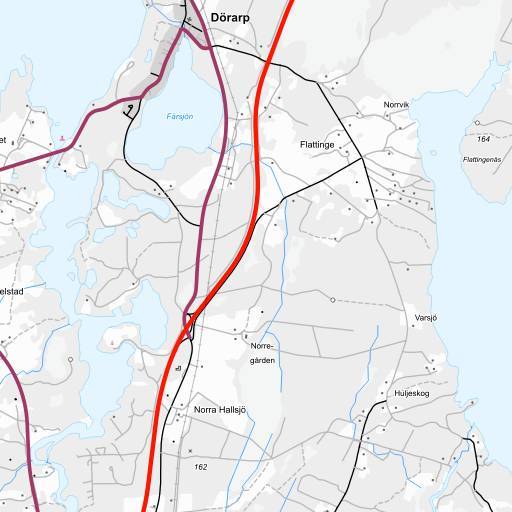 Dörarp
Norrvik
Färsjön
164
et
Flattinge
Flattingenäs
elstad
Varsjö
Norre-
gården
Huljeskog
Norra Hallsjö
162